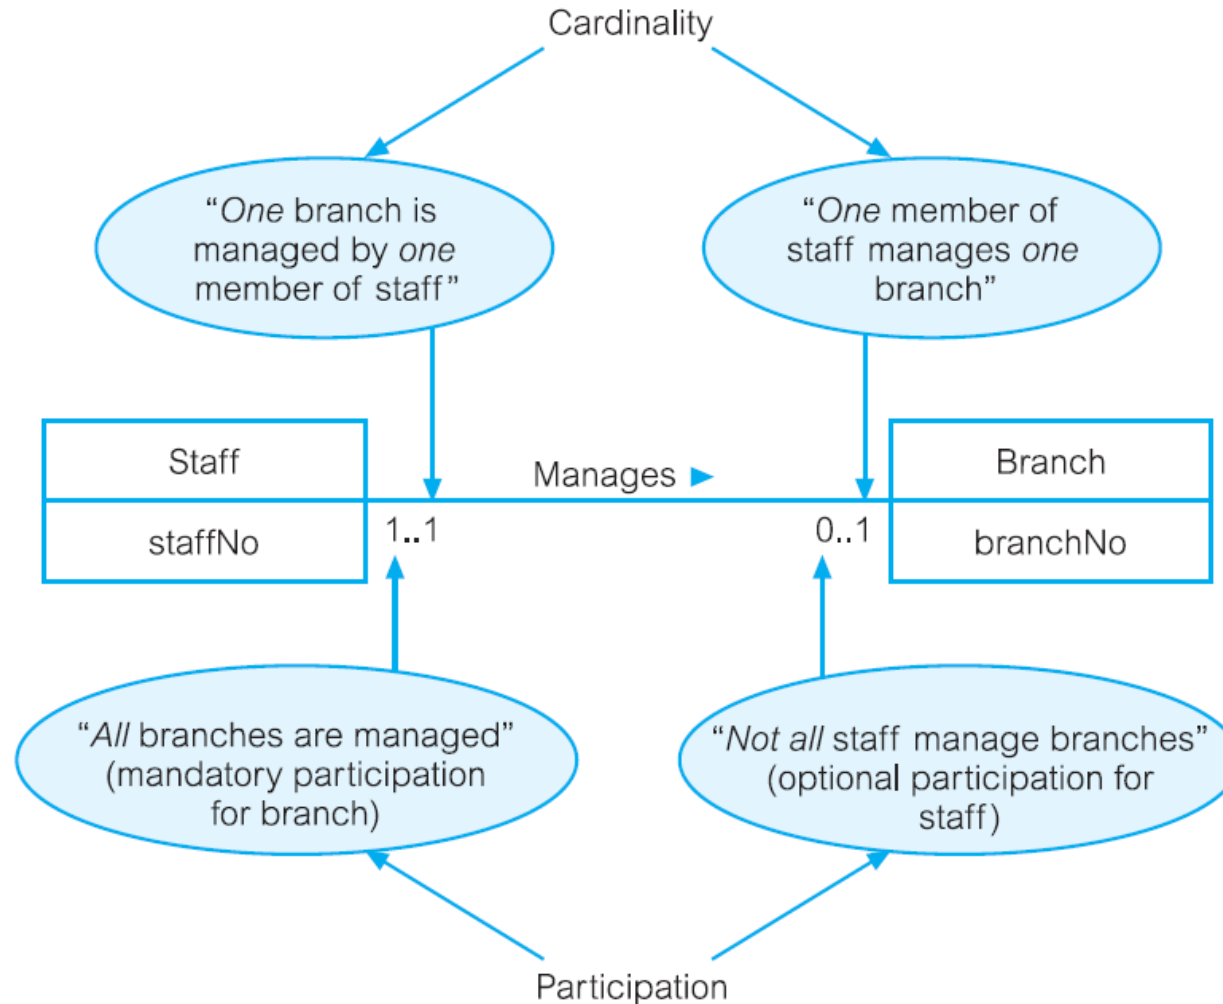 Cardinality
“One branch is
managed by one
member of staff”
“One member of
staff manages one
branch”
Staff
Manages ►
Branch
staffNo
1..1
0..1
branchNo
“All branches are managed”
(mandatory participation
for branch)
“Not all staff manage branches”
(optional participation for
staff)
Participation